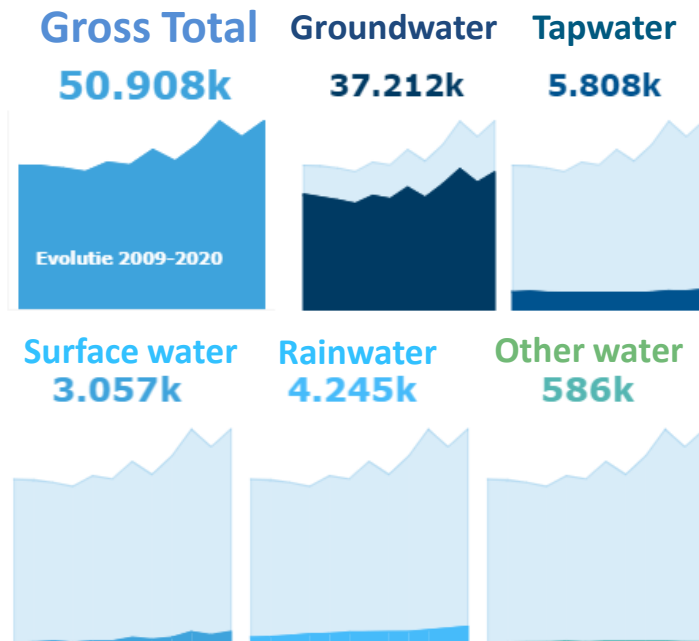 Gross Total
Groundwater
Tapwater
50.908k
37.212k
5.808k
Evolutie 2009-2020
Surface water
Rainwater
Other water
3.057k
4.245k
586k